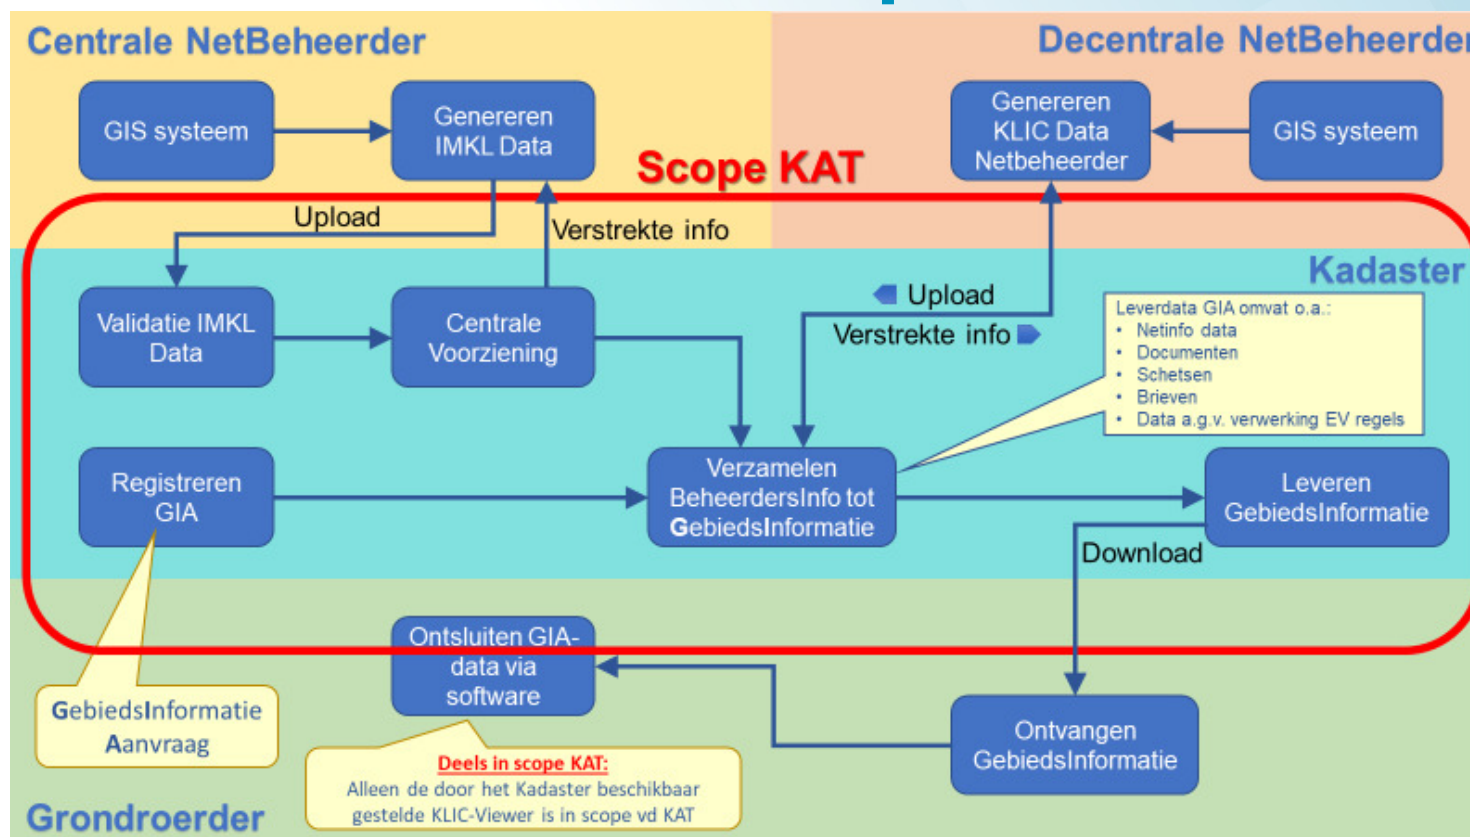 Centrale NetBeheerder
Decentrale NetBeheerder
GIS systeem
Genereren
IMKL Data
Genereren
KLIC Data
Netbeheerder
GIS systeem
Scope KAT
Upload
Verstrekte info
Kadaster
Validatie IMKL
Data
Centrale
Voorziening
Upload
Verstrekte info
Leverdata GIA omvat o.a.:
• Netinfo data
• Documenten
• Schetsen
• Brieven
• Data a.g.v. verwerking EV regels
Registreren
GIA
Verzamelen
BeheerdersInfo tot
GebiedsInformatie
Leveren
GebiedsInformatie
Download
Ontsluiten GIA-
data via
software
GebiedsInformatie
Aanvraag
Ontvangen
GebiedsInformatie
Deels in scope KAT:
Alleen de door het Kadaster beschikbaar
gestelde KLIC-Viewer is in scope vd KAT
Grondroerder